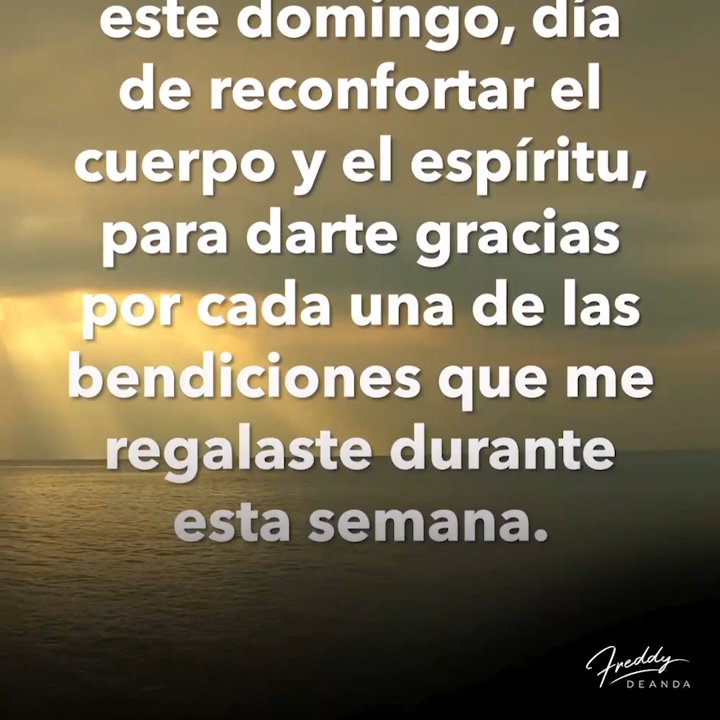 este domingo, día
de reconfortar el
cuerpo y el espíritu,
para darte gracias
por cada una de las
bendiciones que me
regalaste durante
esta semana.
Freddy
DEANDA